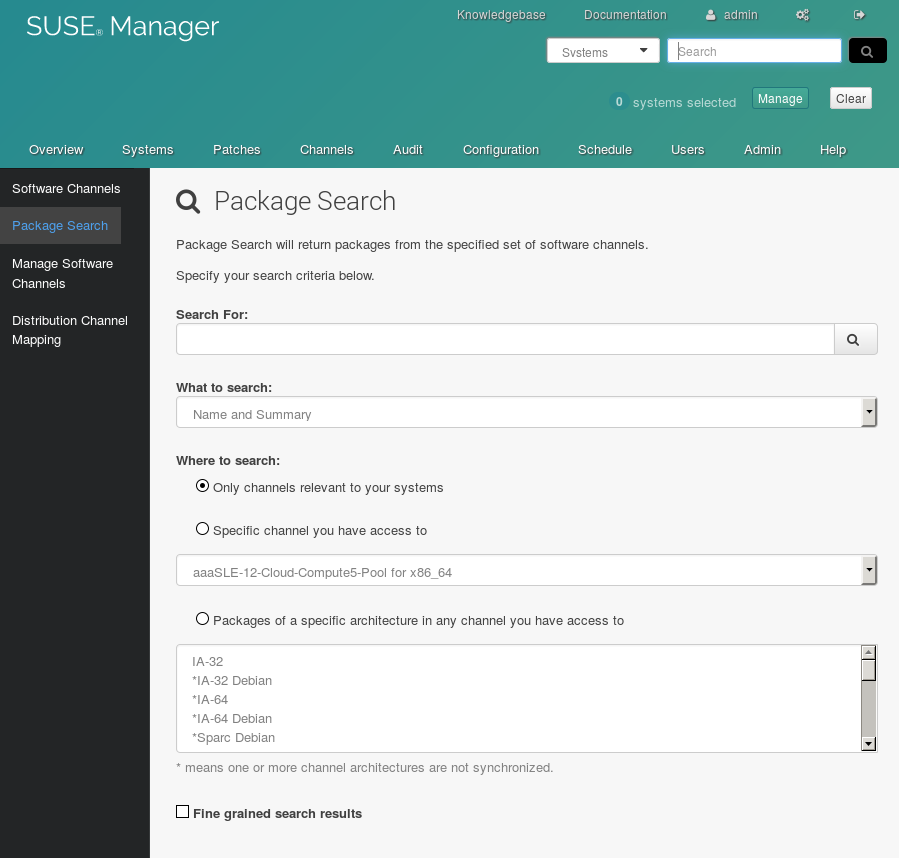 SUSE® Manager
Knowledgebase Documentation admin
Systems Search
0 systems selected Manage Clear
Overview Systems Patches Channels Audit Configuration Schedule Users Admin Help
Software Channels
Package Search
Manage Software
Channels
Distribution Channel
Mapping
Package Search
Package Search will return packages from the specified set of software channels.
Specify your search criteria below.
Search For:
What to search:
Name and Summary
Where to search:
Only channels relevant to your systems
Specific channel you have access to
aaaSLE-12-Cloud-Compute5-Pool for x86_64
Packages of a specific architecture in any channel you have access to
IA-32
*IA-32 Debian
*IA-64
*IA-64 Debian
*Sparc Debian
* means one or more channel architectures are not synchronized.
Fine grained search results